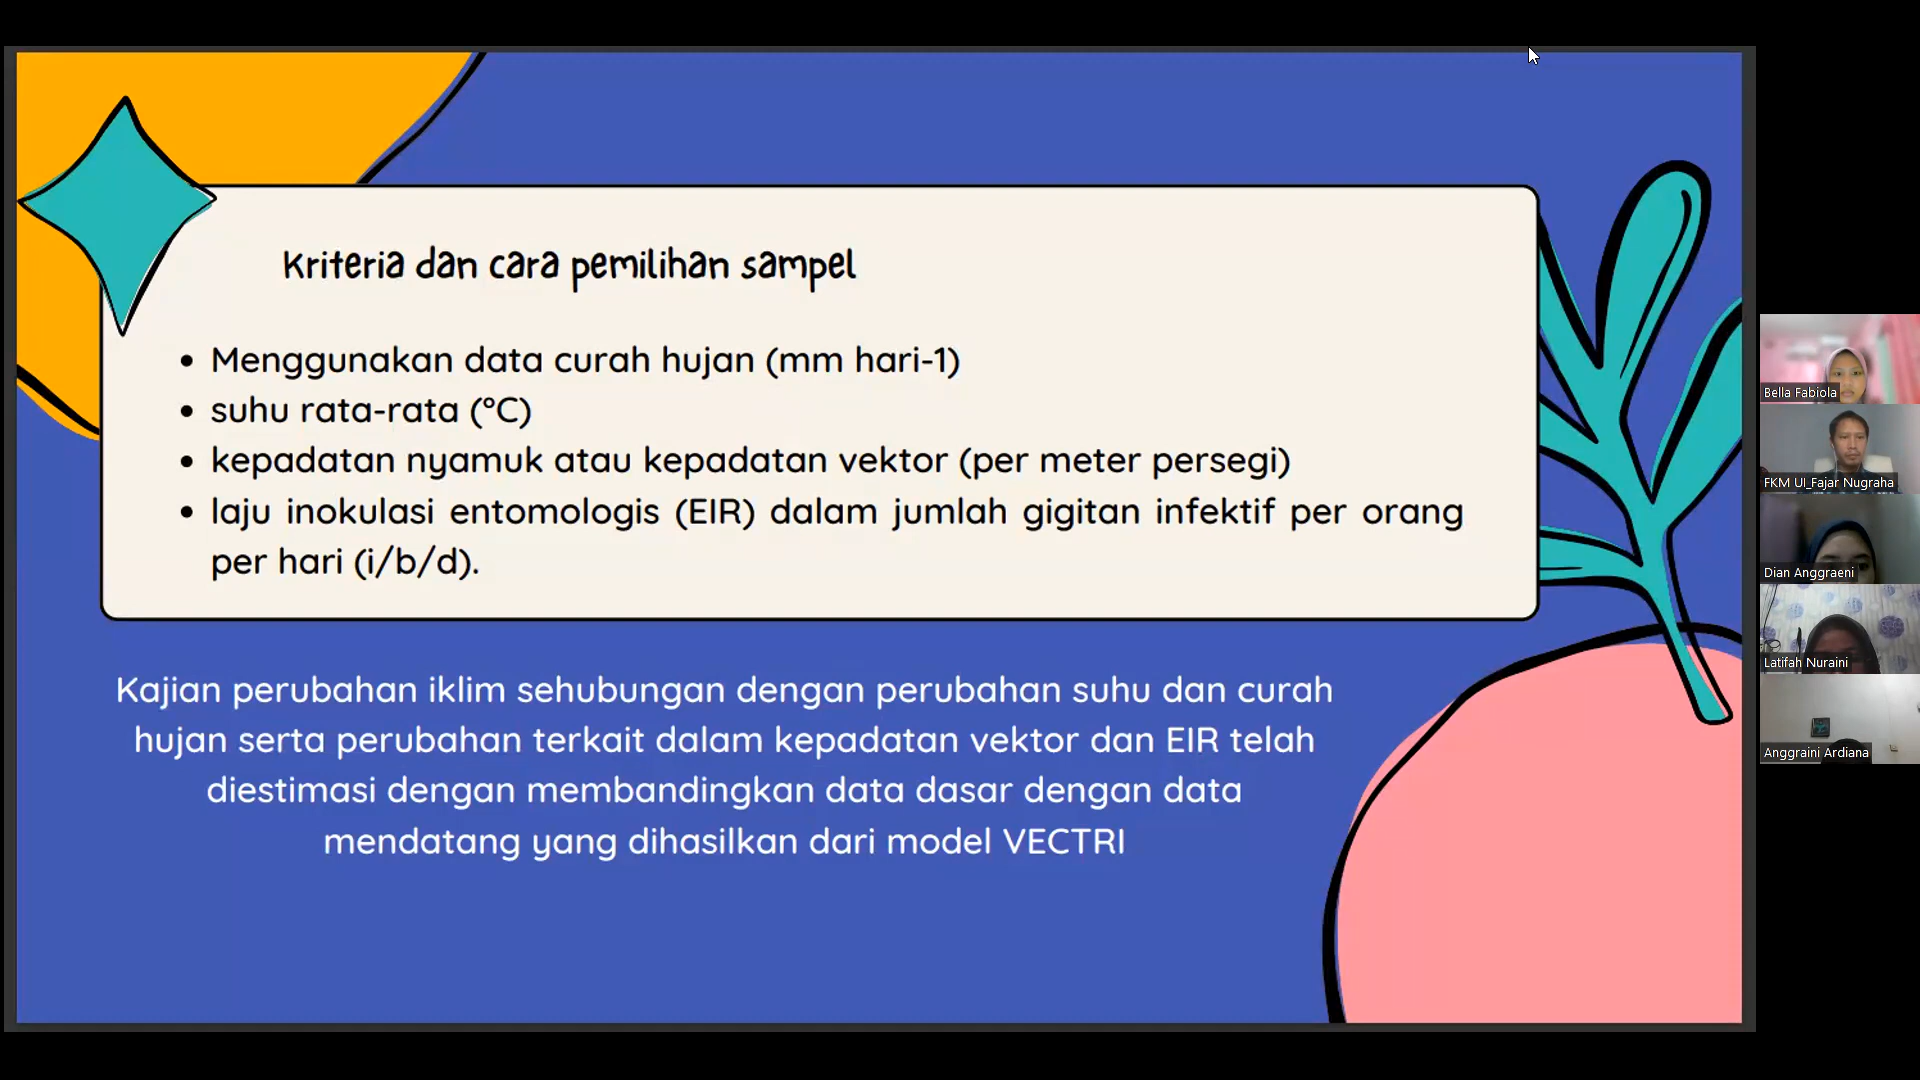 Kriteria dan cara pemilihan sampel
• Menggunakan data curah hujan (mm hari-1)
• suhu rata-rata (°C)
• kepadatan nyamuk atau kepadatan vektor (per meter persegi)
• laju inokulasi entomologis (EIR) dalam jumlah gigitan infektif per orang
per hari (i/b/d).
Kajian perubahan iklim sehubungan dengan perubahan suhu dan curah
hujan serta perubahan terkait dalam kepadatan vektor dan EIR telah
diestimasi dengan membandingkan data dasar dengan data
mendatang yang dihasilkan dari model VECTRI
Bella Fabiola
FKM UI_Fajar Nugraha
Dian Anggraeni
Latifah Nuraini
Anggraini Ardiana